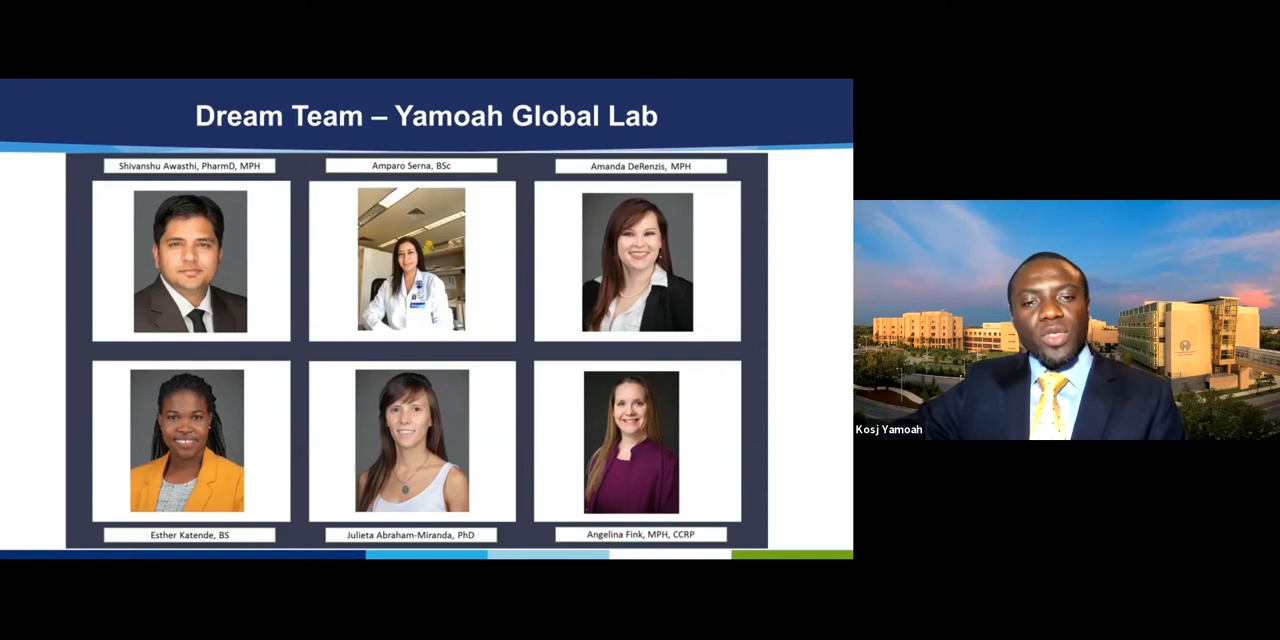 Dream Team – Yamoah Global Lab
Shivanshu Awasthi, PharmD, MPH
Amparo Serna, BSc
Amanda DeRenzis, MPH
Esther Katende, BS
Julieta Abraham-Miranda, PhD
Angelina Fink, MPH, CCRP
Kosj Yamoah